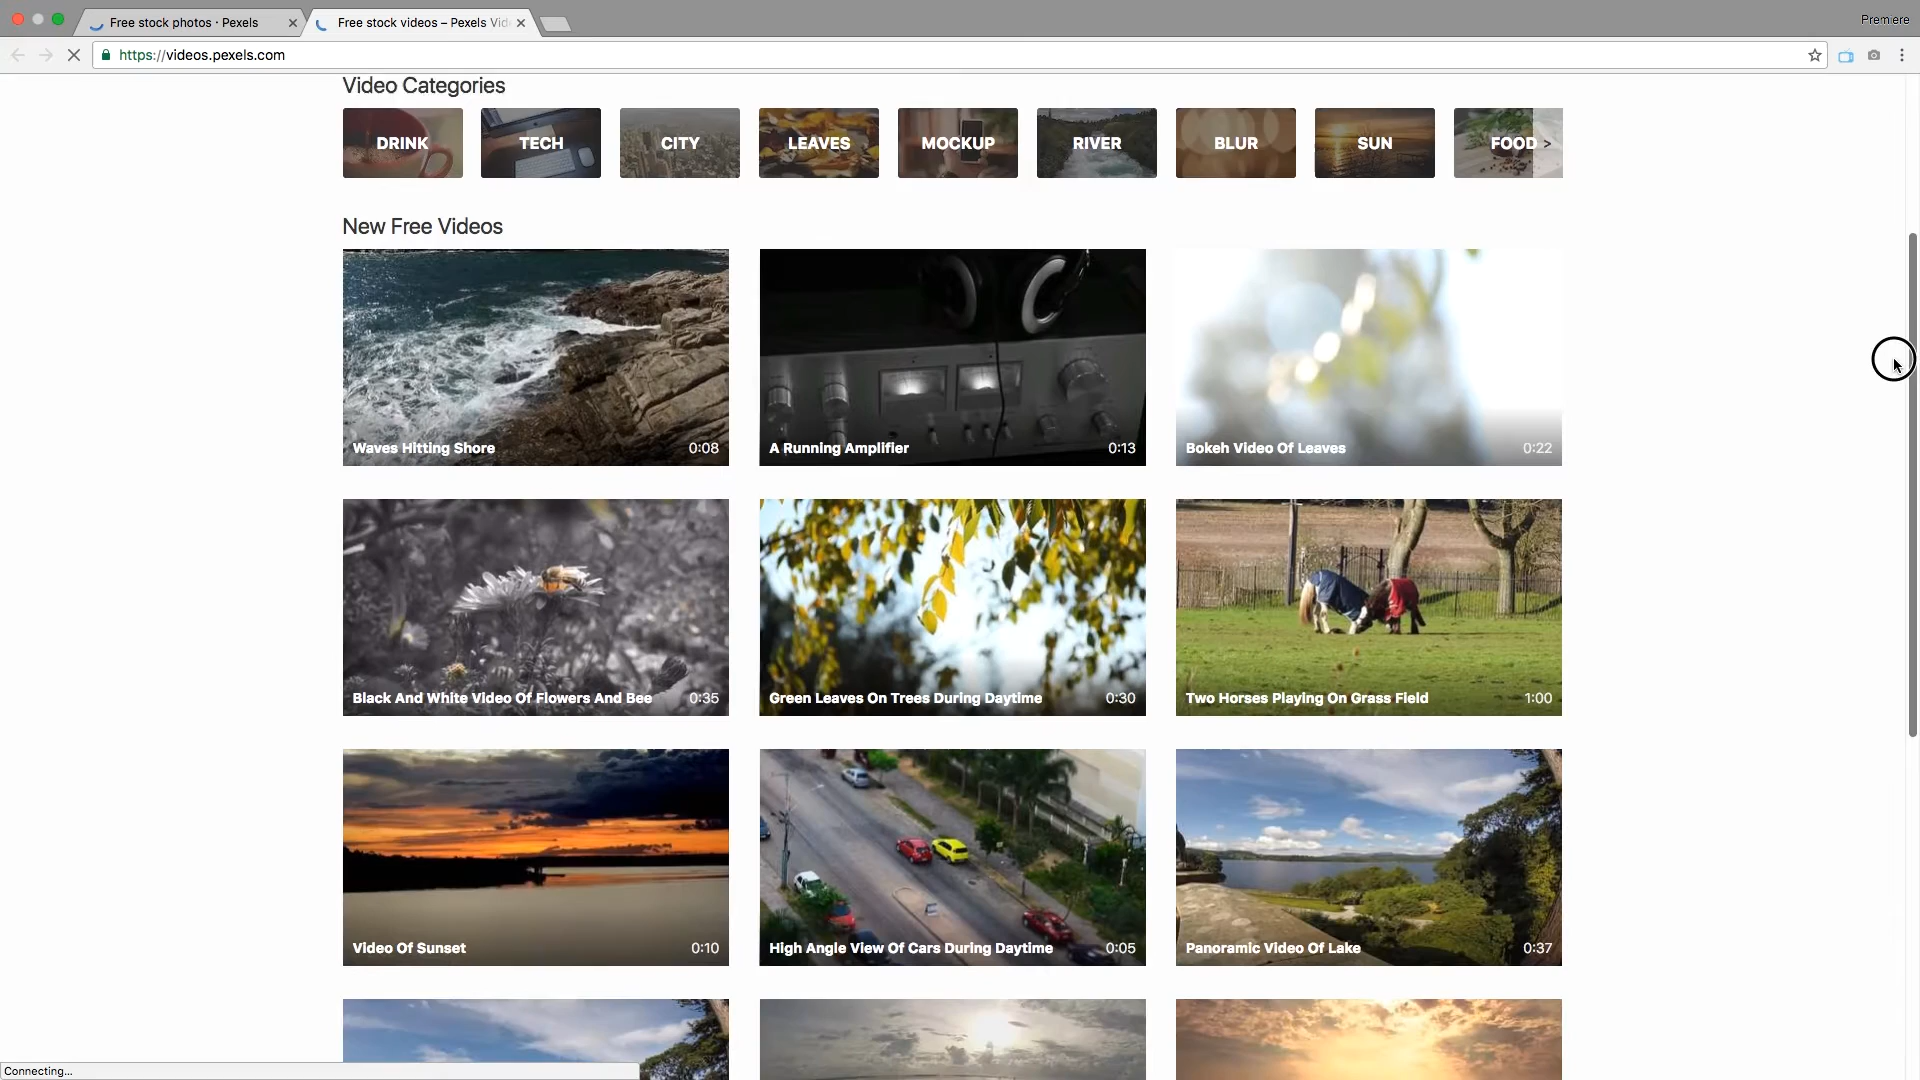 Free stock photos · Pexels
Free stock videos – Pexels Vid
Premiere
https://videos.pexels.com
Video Categories
DRINK
TECH
CITY
LEAVES
MOCKUP
RIVER
BLUR
SUN
FOOD >
New Free Videos
Waves Hitting Shore 0:08
A Running Amplifier 0:13
Bokeh Video Of Leaves 0:22
Black And White Video Of Flowers And Bee 0:35
Green Leaves On Trees During Daytime 0:30
Two Horses Playing On Grass Field 1:00
Video Of Sunset 0:10
High Angle View Of Cars During Daytime 0:05
Panoramic Video Of Lake 0:37
Connecting...